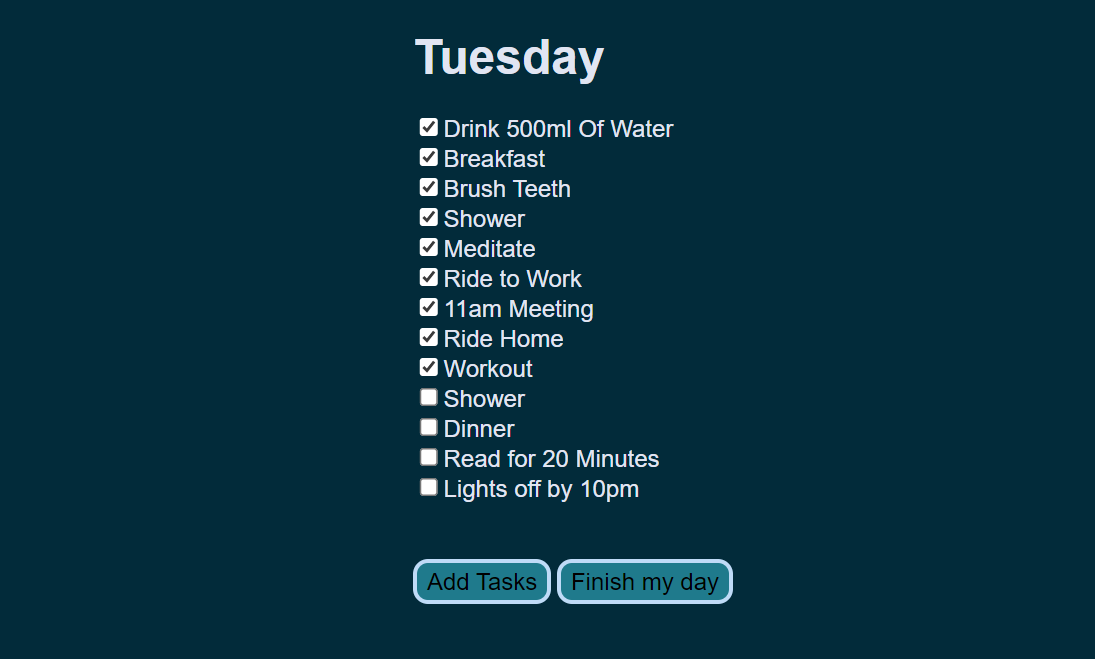 Tuesday
Drink 500ml Of Water
Breakfast
Brush Teeth
Shower
Meditate
Ride to Work
11am Meeting
Ride Home
Workout
Shower
Dinner
Read for 20 Minutes
Lights off by 10pm
Add Tasks Finish my day